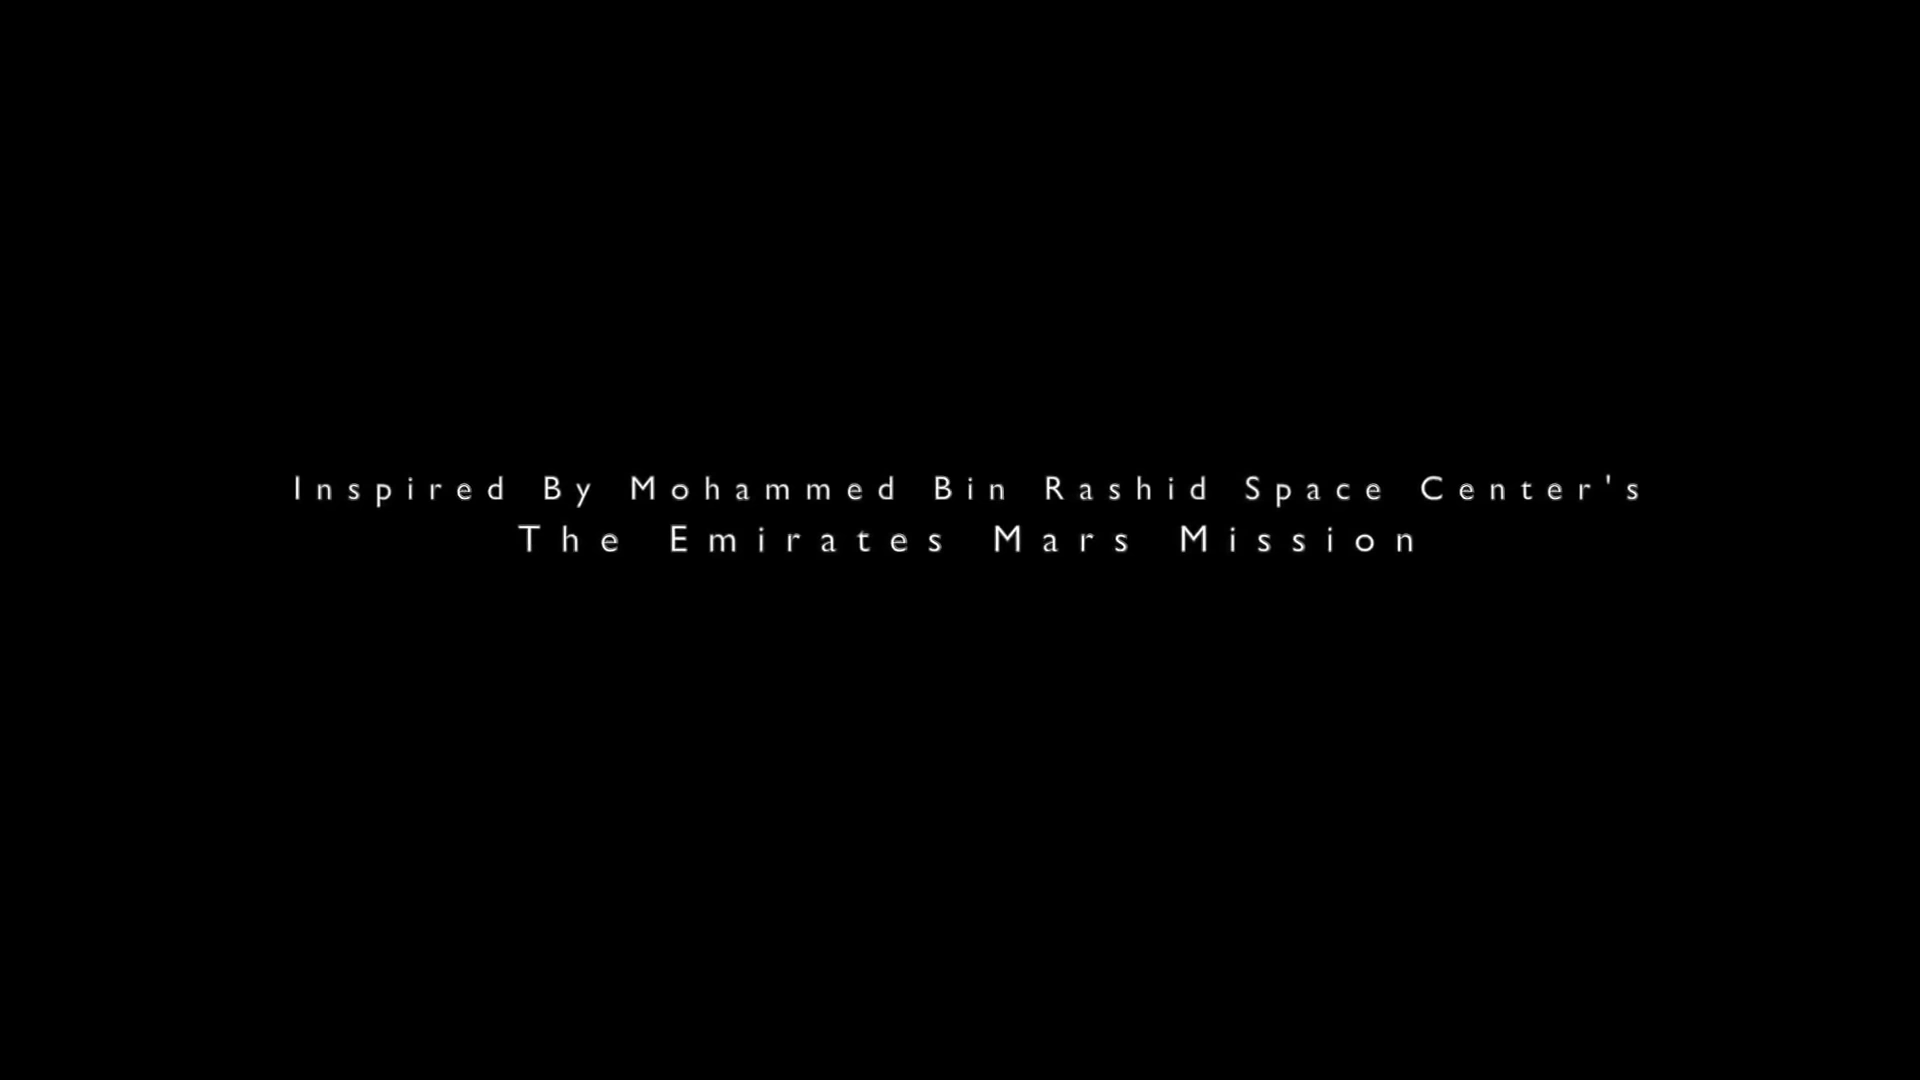 Inspired By Mohammed Bin Rashid Space Center's
The Emirates Mars Mission